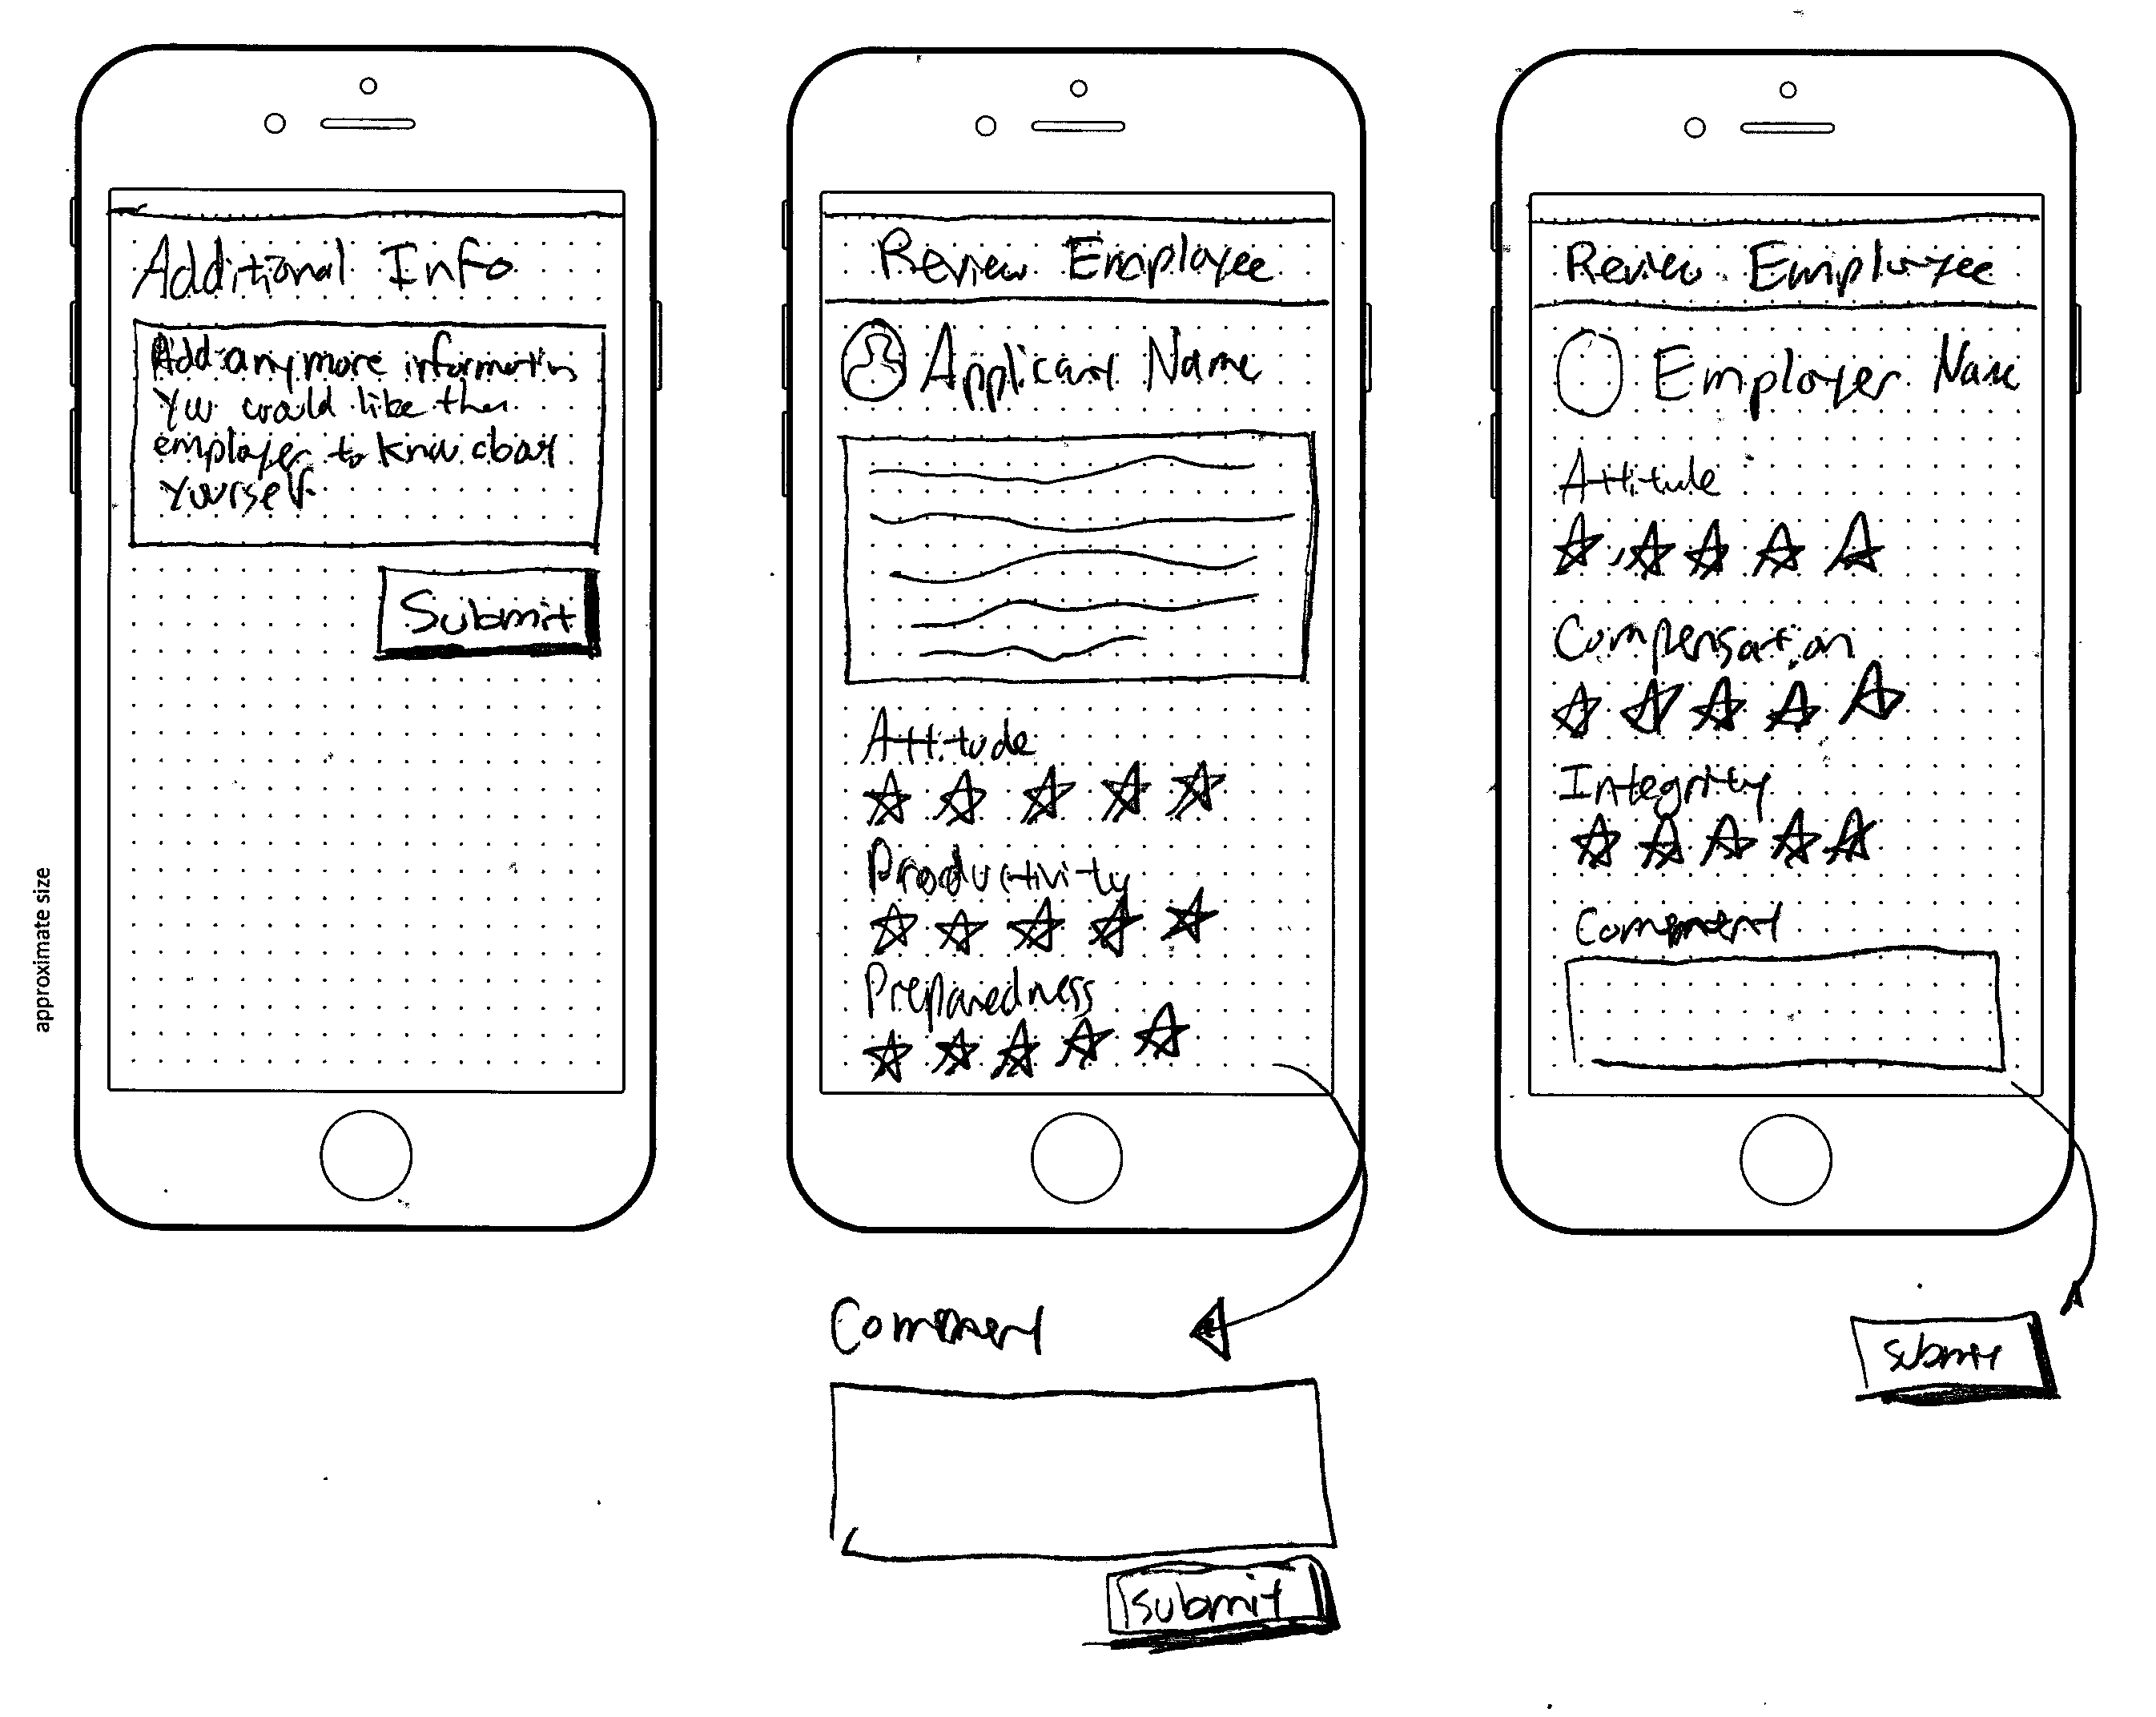 approximate size
Additional Info
Add any more information
you would like the
employer to know about
yourself
Submit
Review Employee
Applicant Name
Attitude
Productivity
Preparedness
Comment
submit
Review Employee
Employer Name
Attitude
Compensation
Integrity
Comment
submit